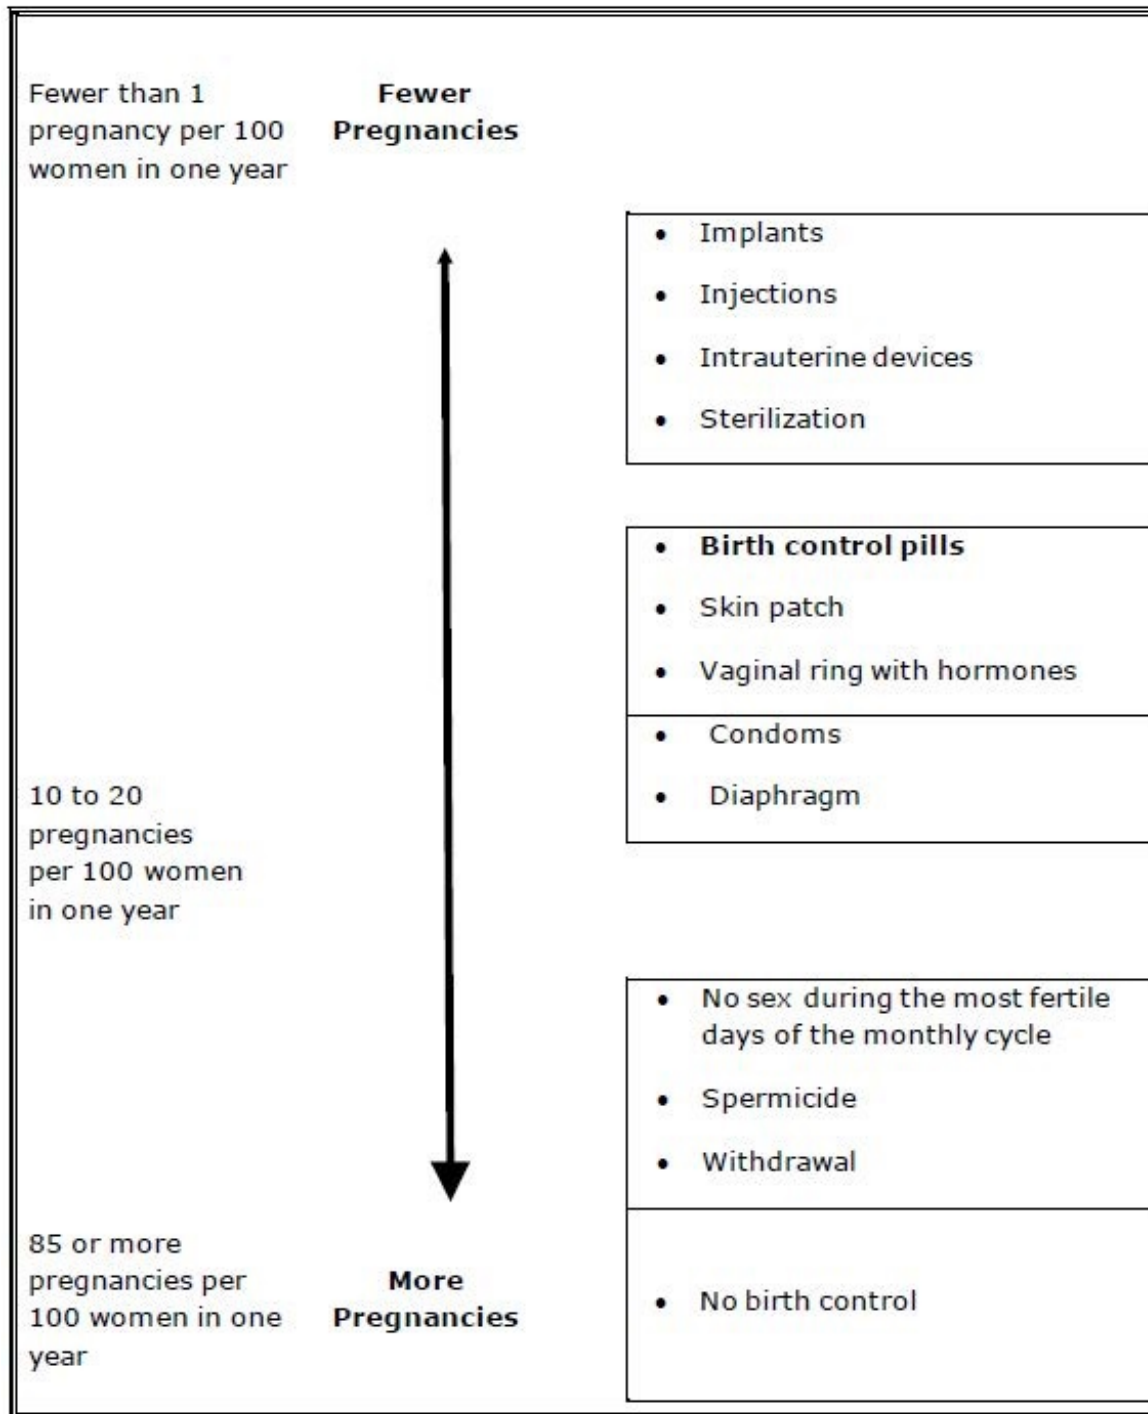 Fewer than 1
pregnancy per 100
women in one year
Fewer
Pregnancies
• Implants
• Injections
• Intrauterine devices
• Sterilization
• Birth control pills
• Skin patch
• Vaginal ring with hormones
• Condoms
• Diaphragm
10 to 20
pregnancies
per 100 women
in one year
• No sex during the most fertile
days of the monthly cycle
• Spermicide
• Withdrawal
85 or more
pregnancies per
100 women in one
year
More
Pregnancies
• No birth control